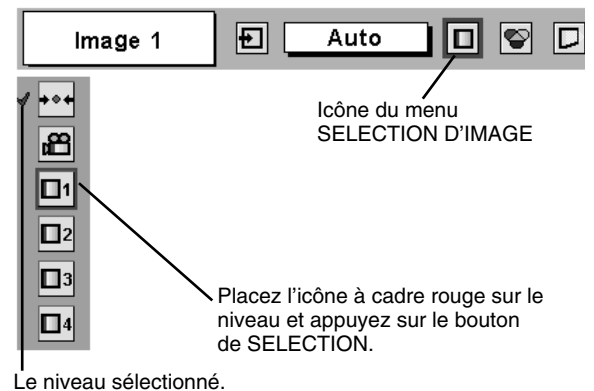 Image 1
Auto
Icône du menu
SELECTION D'IMAGE
1
2
3
4
Placez l'icône à cadre rouge sur le
niveau et appuyez sur le bouton
de SELECTION.
Le niveau sélectionné.